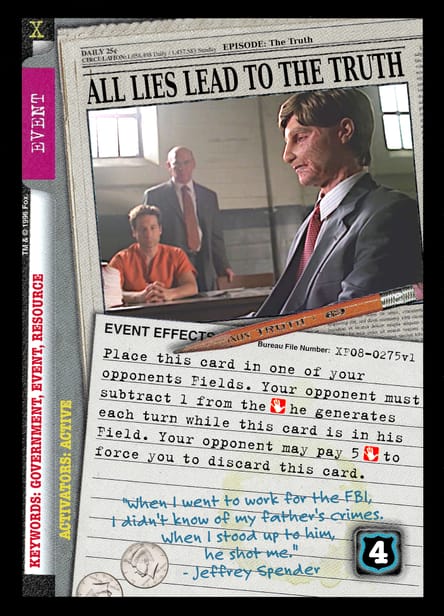 X
EVENT
TM & © 1996 Fox.
KEYWORDS: GOVERNMENT, EVENT, RESOURCE
ACTIVATORS: ACTIVE
DAILY 25¢
EPISODE: The Truth
CIRCULATION: Daily / Sunday
ALL LIES LEAD TO THE TRUTH
EVENT EFFECTS
Bureau File Number: XF08-0275v1
Place this card in one of your
opponents Fields. Your opponent must
subtract 1 from the he generates
each turn while this card is in his
Field. Your opponent may pay 5 to
force you to discard this card.
"When I went to work for the FBI,
I didn't know of my father's crimes.
When I stood up to him,
he shot me."
- Jeffrey Spender
4